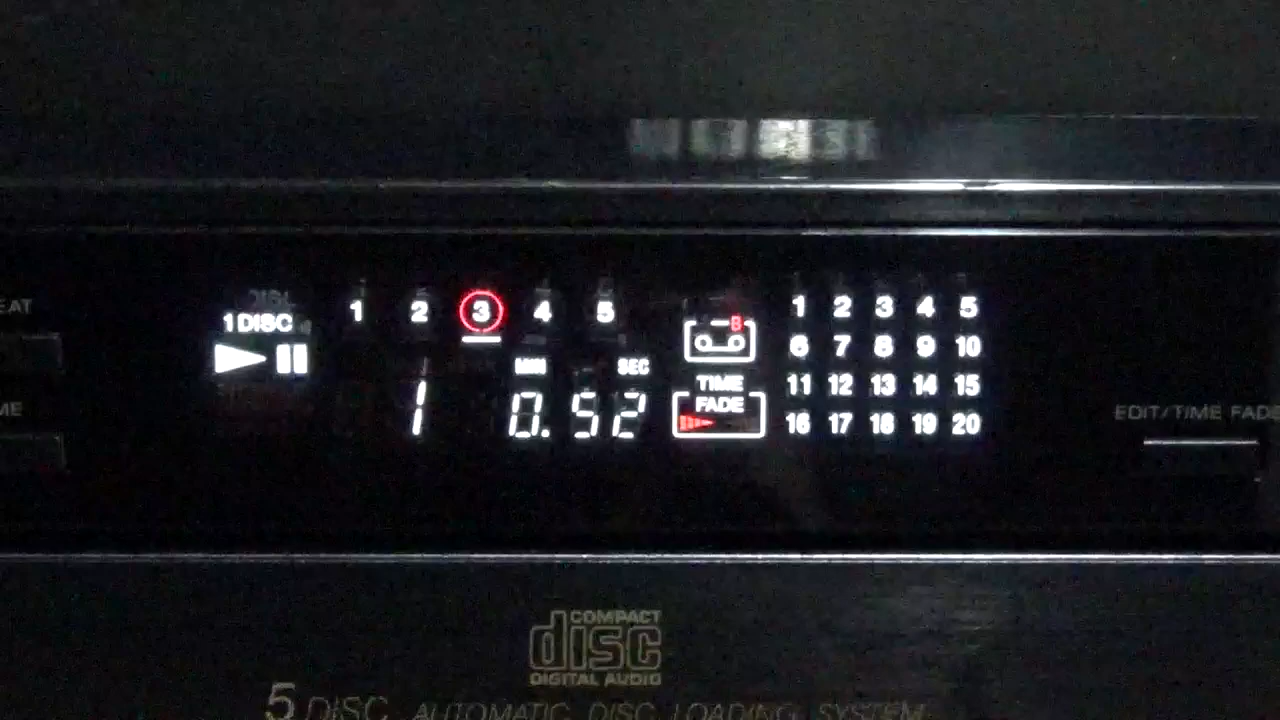 EAT
1 DISC
1 2 3 4 5
MIN SEC
1 0.52
B
TIME
FADE
1 2 3 4 5
6 7 8 9 10
11 12 13 14 15
16 17 18 19 20
ME
EDIT/TIME FADE
COMPACT
disc
DIGITAL AUDIO
5 DISC AUTOMATIC DISC LOADING SYSTEM